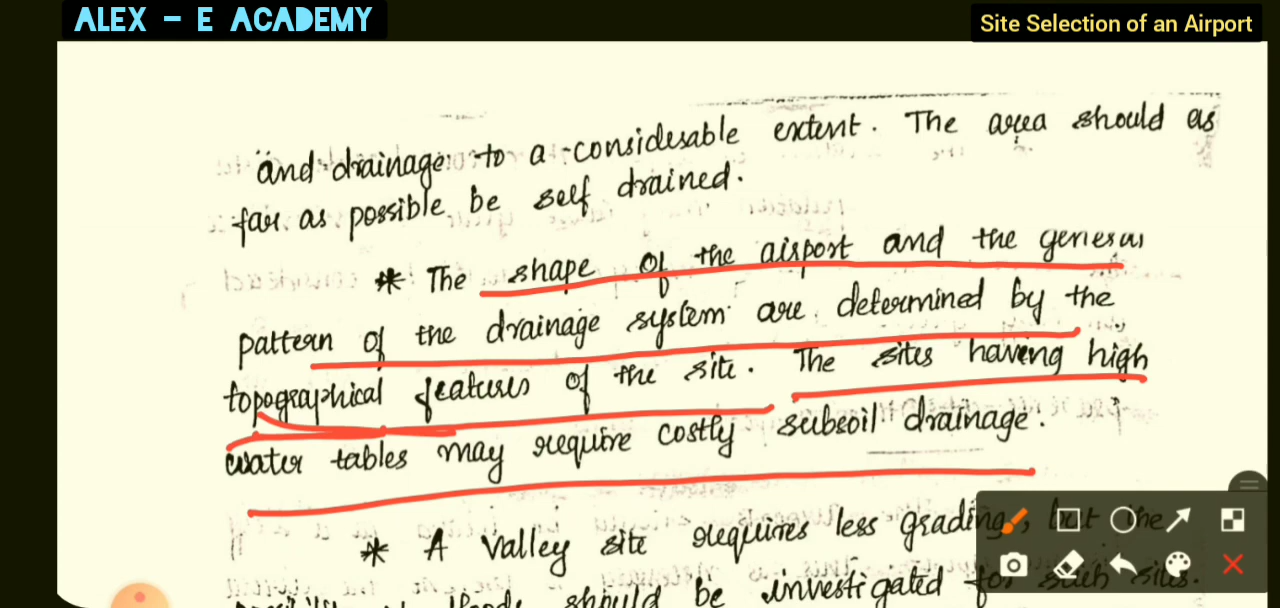 ALEX - E ACADEMY
Site Selection of an Airport
and drainage to a considerable extent. The area should as
far as possible be self drained.
* The shape of the airport and the general
pattern of the drainage system are determined by the
topographical features of the site. The sites having high
water tables may require costly subsoil drainage.
* A Valley site requires less grading, but the
floods should be investigated for such sites.